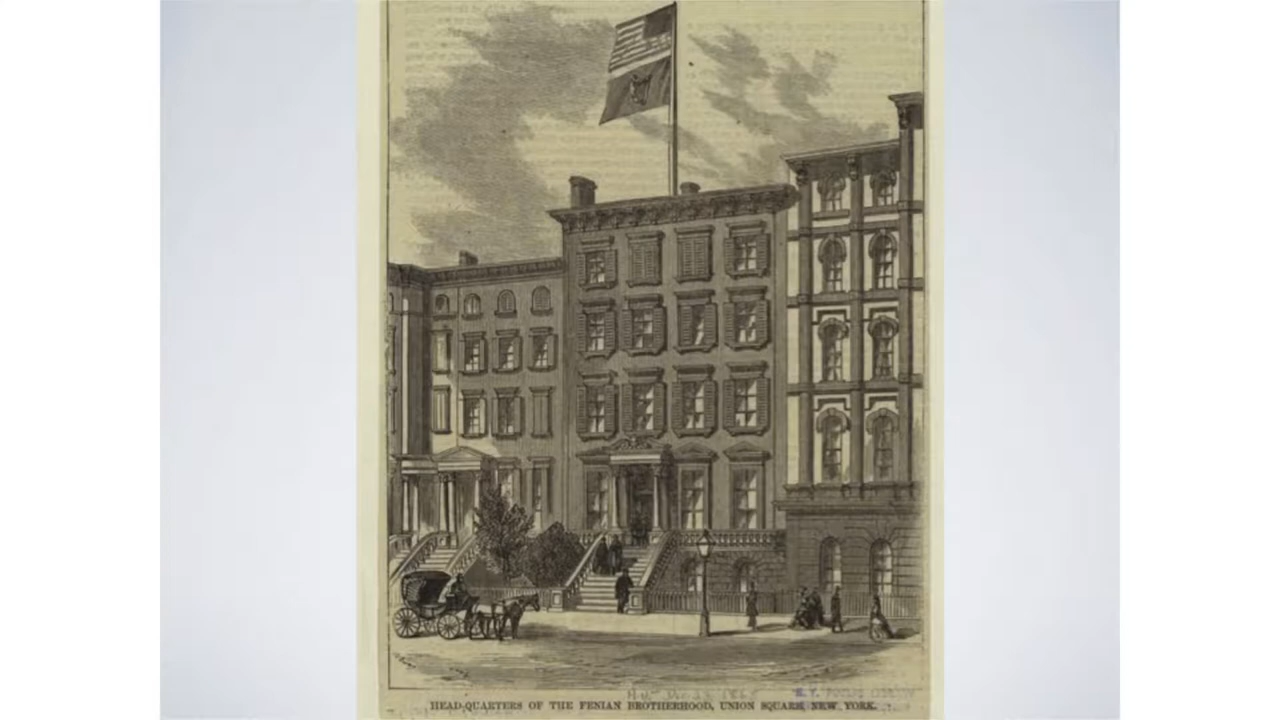 HEAD-QUARTERS OF THE FENIAN BROTHERHOOD, UNION SQUARE, NEW YORK.